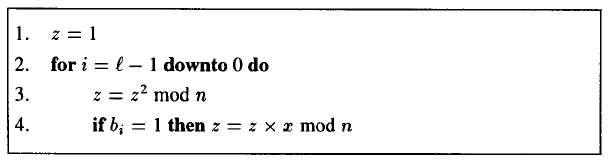 1. z = 1
2. for i = ℓ − 1 downto 0 do
3. z = z² mod n
4. if bᵢ = 1 then z = z × x mod n